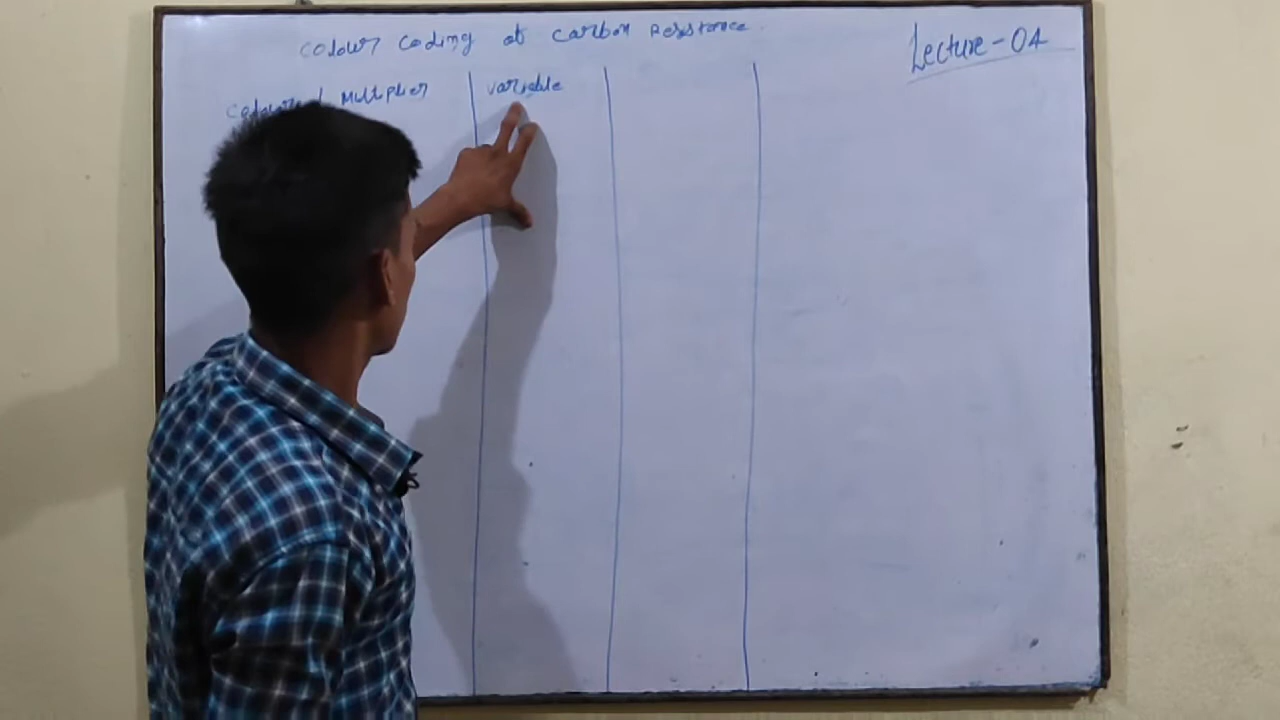 Colour Coding of Carbon Resistance.
Lecture-04
Multiplier variable